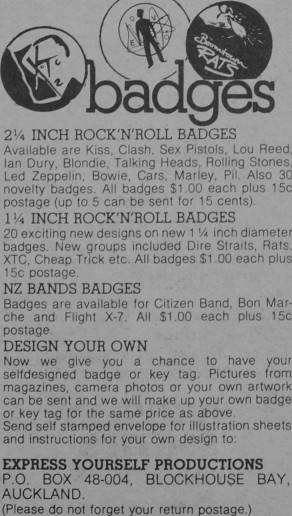 XTC
DEVO
Boomtown
RATS
badges
2¼ INCH ROCK'N'ROLL BADGES
Available are Kiss, Clash, Sex Pistols, Lou Reed,
Ian Dury, Blondie, Talking Heads, Rolling Stones,
Led Zeppelin, Bowie, Cars, Marley, Pil. Also 30
novelty badges. All badges $1.00 each plus 15c
postage (up to 5 can be sent for 15 cents).
1¼ INCH ROCK'N'ROLL BADGES
20 exciting new designs on new 1¼ inch diameter
badges. New groups included Dire Straits, Rats,
XTC, Cheap Trick etc. All badges $1.00 each plus
15c postage.
NZ BANDS BADGES
Badges are available for Citizen Band, Bon Mar-
che and Flight X-7. All $1.00 each plus 15c
postage.
DESIGN YOUR OWN
Now we give you a chance to have your
selfdesigned badge or key tag. Pictures from
magazines, camera photos or your own artwork
can be sent and we will make up your own badge
or key tag for the same price as above.
Send self stamped envelope for illustration sheets
and instructions for your own design to:
EXPRESS YOURSELF PRODUCTIONS
P.O. BOX 48-004, BLOCKHOUSE BAY,
AUCKLAND.
(Please do not forget your return postage.)